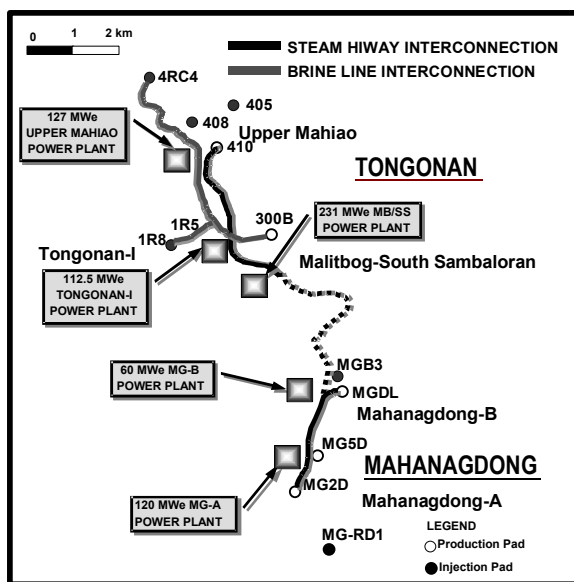 0 1 2 km
STEAM HIWAY INTERCONNECTION
BRINE LINE INTERCONNECTION
4RC4
405
408
127 MWe
UPPER MAHIAO
POWER PLANT
Upper Mahiao
410
TONGONAN
231 MWe MB/SS
POWER PLANT
300B
1R5
1R8
Tongonan-I
Malitbog-South Sambaloran
112.5 MWe
TONGONAN-I
POWER PLANT
60 MWe MG-B
POWER PLANT
MGB3
MGDL
Mahanagdong-B
MG5D
MAHANAGDONG
MG2D
Mahanagdong-A
120 MWe MG-A
POWER PLANT
MG-RD1
LEGEND
Production Pad
Injection Pad